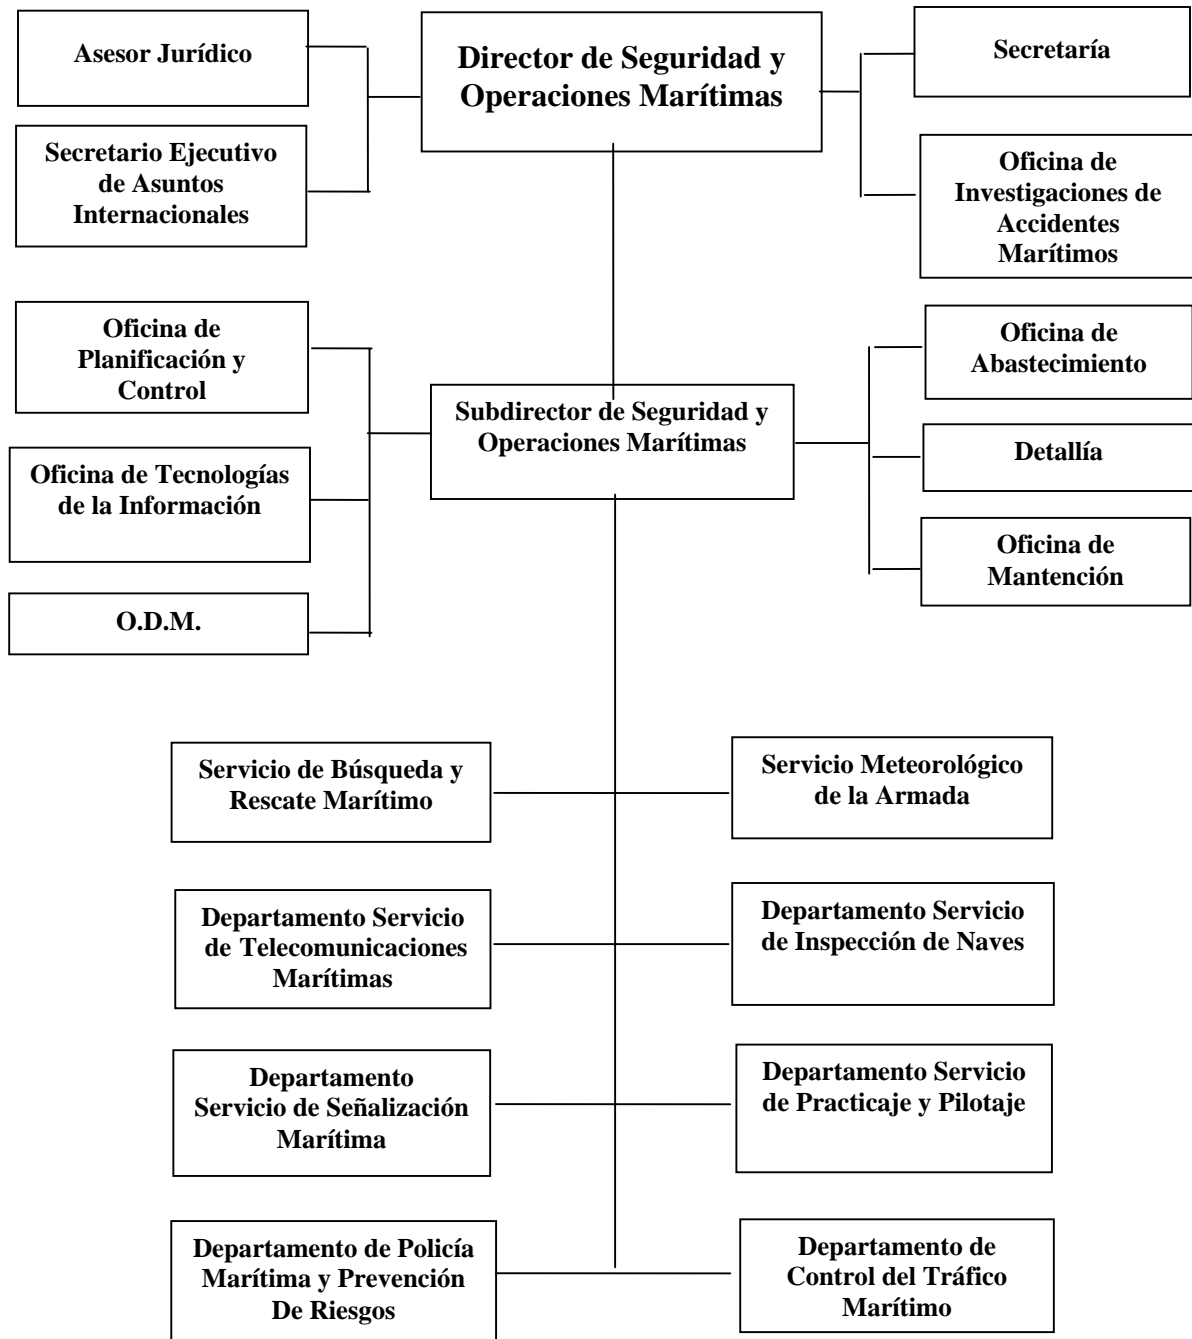 Asesor Jurídico
Director de Seguridad y
Operaciones Marítimas
Secretaría
Secretario Ejecutivo
de Asuntos
Internacionales
Oficina de
Investigaciones de
Accidentes
Marítimos
Oficina de
Planificación y
Control
Oficina de
Abastecimiento
Subdirector de Seguridad y
Operaciones Marítimas
Oficina de Tecnologías
de la Información
Detallía
Oficina de
Mantención
O.D.M.
Servicio de Búsqueda y
Rescate Marítimo
Servicio Meteorológico
de la Armada
Departamento Servicio
de Telecomunicaciones
Marítimas
Departamento Servicio
de Inspección de Naves
Departamento
Servicio de Señalización
Marítima
Departamento Servicio
de Practicaje y Pilotaje
Departamento de Policía
Marítima y Prevención
De Riesgos
Departamento de
Control del Tráfico
Marítimo